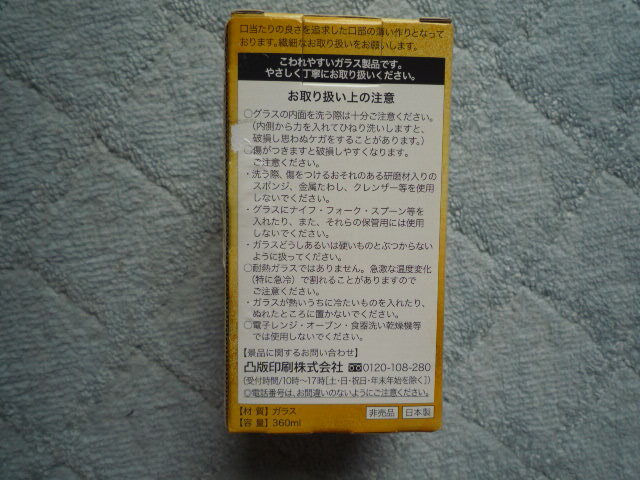 口当たりの良さを追求した口部の薄い作りとなって
おります。繊細なお取り扱いをお願いします。
こわれやすいガラス製品です。
やさしく丁寧にお取り扱いください。
お取り扱い上の注意
○グラスの内面を洗う際は十分ご注意ください。
(内側から力を入れてひねり洗いしますと、
破損し思わぬケガをすることがあります。)
○傷がつきますと破損しやすくなります。
ご注意ください。
・洗う際、傷をつけるおそれのある研磨材入りの
スポンジ、金属たわし、クレンザー等を使用
しないでください。
・グラスにナイフ・フォーク・スプーン等を
入れたり、また、それらの保管用には使用
しないでください。
・ガラスどうしあるいは硬いものとぶつからない
ように扱ってください。
○耐熱ガラスではありません。急激な温度変化
(特に急冷)で割れることがありますので
ご注意ください。
・ガラスが熱いうちに冷たいものを入れたり、
ぬれたところに置かないでください。
○電子レンジ・オーブン・食器洗い乾燥機等
では使用しないでください。
【景品に関するお問い合わせ】
凸版印刷株式会社 0120-108-280
(受付時間/10時~17時[土・日・祝日・年末年始を除く])
◎電話番号は、お間違いのないようにご注意ください。
【材 質】ガラス 非売品 日本製
【容 量】360ml